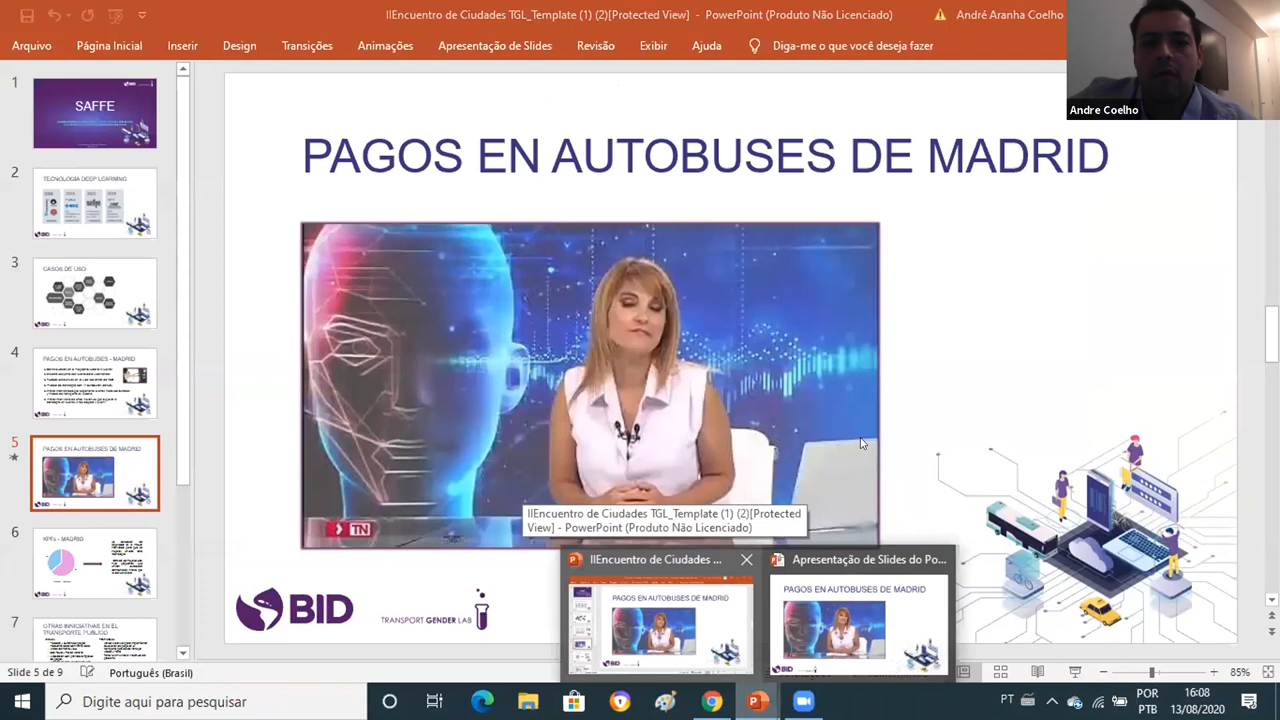 IIEncuentro de Ciudades TGL_Template (1) (2)[Protected View] - PowerPoint (Produto Não Licenciado)
André Aranha Coelho
Arquivo
Página Inicial
Inserir
Design
Transições
Animações
Apresentação de Slides
Revisão
Exibir
Ajuda
Diga-me o que você deseja fazer
Andre Coelho
1
SAFFE
2
TECNOLOGIA DEEP LEARNING
3
CASOS DE USO
4
PAGOS EN AUTOBUSES - MADRID
5
PAGOS EN AUTOBUSES DE MADRID
6
KPI's - MADRID
7
OTRAS INICIATIVAS EN EL
TRANSPORTE PÚBLICO
PAGOS EN AUTOBUSES DE MADRID
TN
BID
TRANSPORT GENDER LAB
IIEncuentro de Ciudades TGL_Template (1) (2)[Protected
View] - PowerPoint (Produto Não Licenciado)
IIEncuentro de Ciudades ...
Apresentação de Slides do Po...
PAGOS EN AUTOBUSES DE MADRID
PAGOS EN AUTOBUSES DE MADRID
Slide 5 de 9
Português (Brasil)
85%
Digite aqui para pesquisar
PT
POR
PTB
16:08
13/08/2020